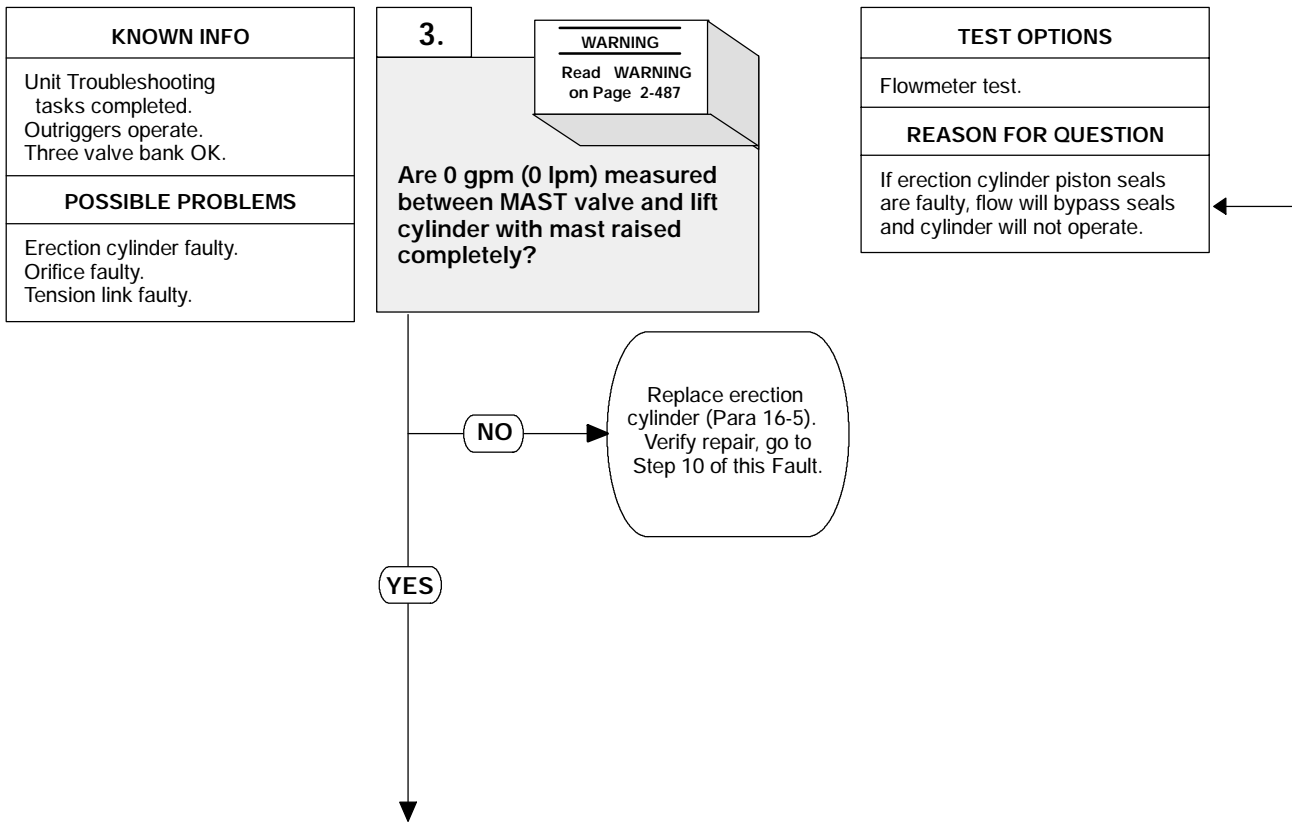 KNOWN INFO
Unit Troubleshooting
tasks completed.
Outriggers operate.
Three valve bank OK.
POSSIBLE PROBLEMS
Erection cylinder faulty.
Orifice faulty.
Tension link faulty.
3.
WARNING
Read WARNING
on Page 2-487
Are 0 gpm (0 lpm) measured
between MAST valve and lift
cylinder with mast raised
completely?
TEST OPTIONS
Flowmeter test.
REASON FOR QUESTION
If erection cylinder piston seals
are faulty, flow will bypass seals
and cylinder will not operate.
NO
Replace erection
cylinder (Para 16-5).
Verify repair, go to
Step 10 of this Fault.
YES